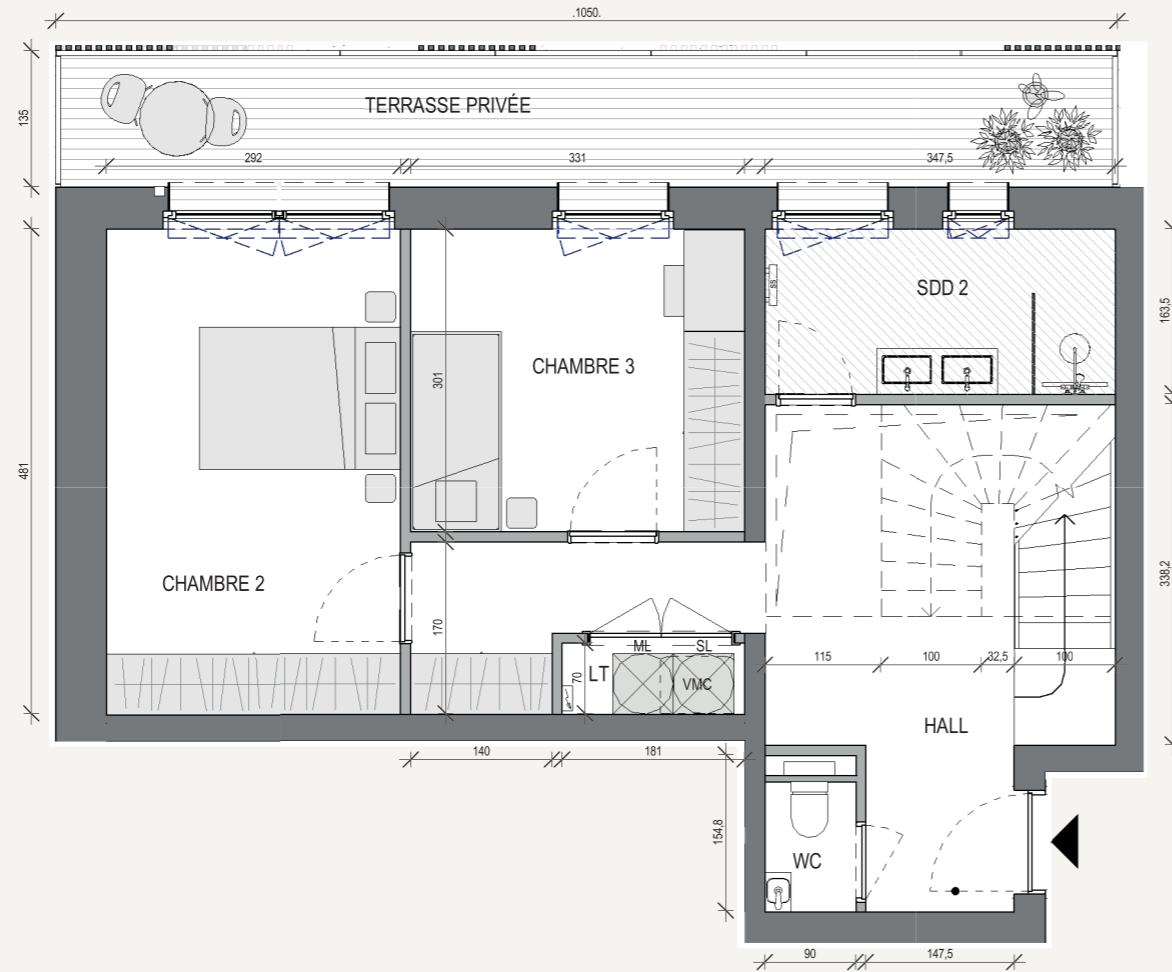 .1050.
135
TERRASSE PRIVÉE
292
331
347,5
SDD 2
ss
163,5
CHAMBRE 3
301
481
CHAMBRE 2
170
338,2
ML
SL
LT
70
VMC
115
100
32,5
100
HALL
140
181
154,8
WC
90
147,5